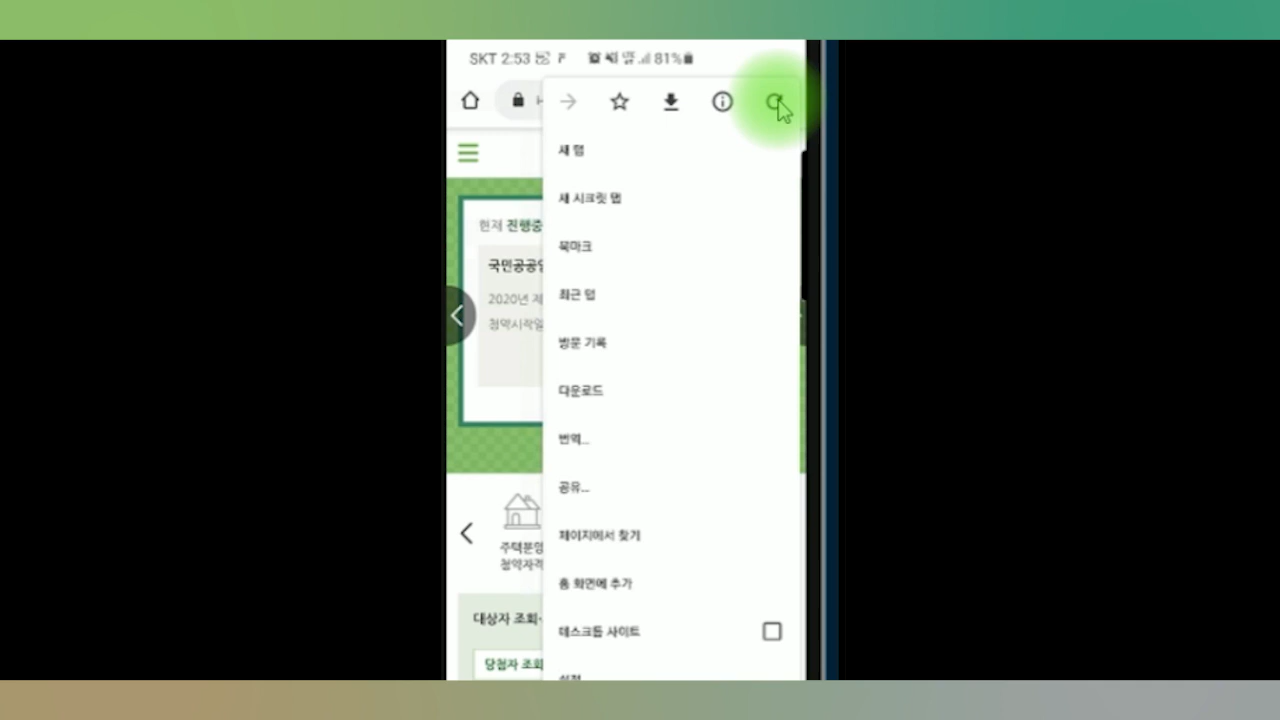 SKT 2:53
81%
새 탭
새 시크릿 탭
현재 진행중
북마크
국민공공임
최근 탭
2020년 제
청약시작일
방문 기록
다운로드
번역...
공유...
페이지에서 찾기
주택분양
청약자격
홈 화면에 추가
대상자 조회·
데스크톱 사이트
당첨자 조회